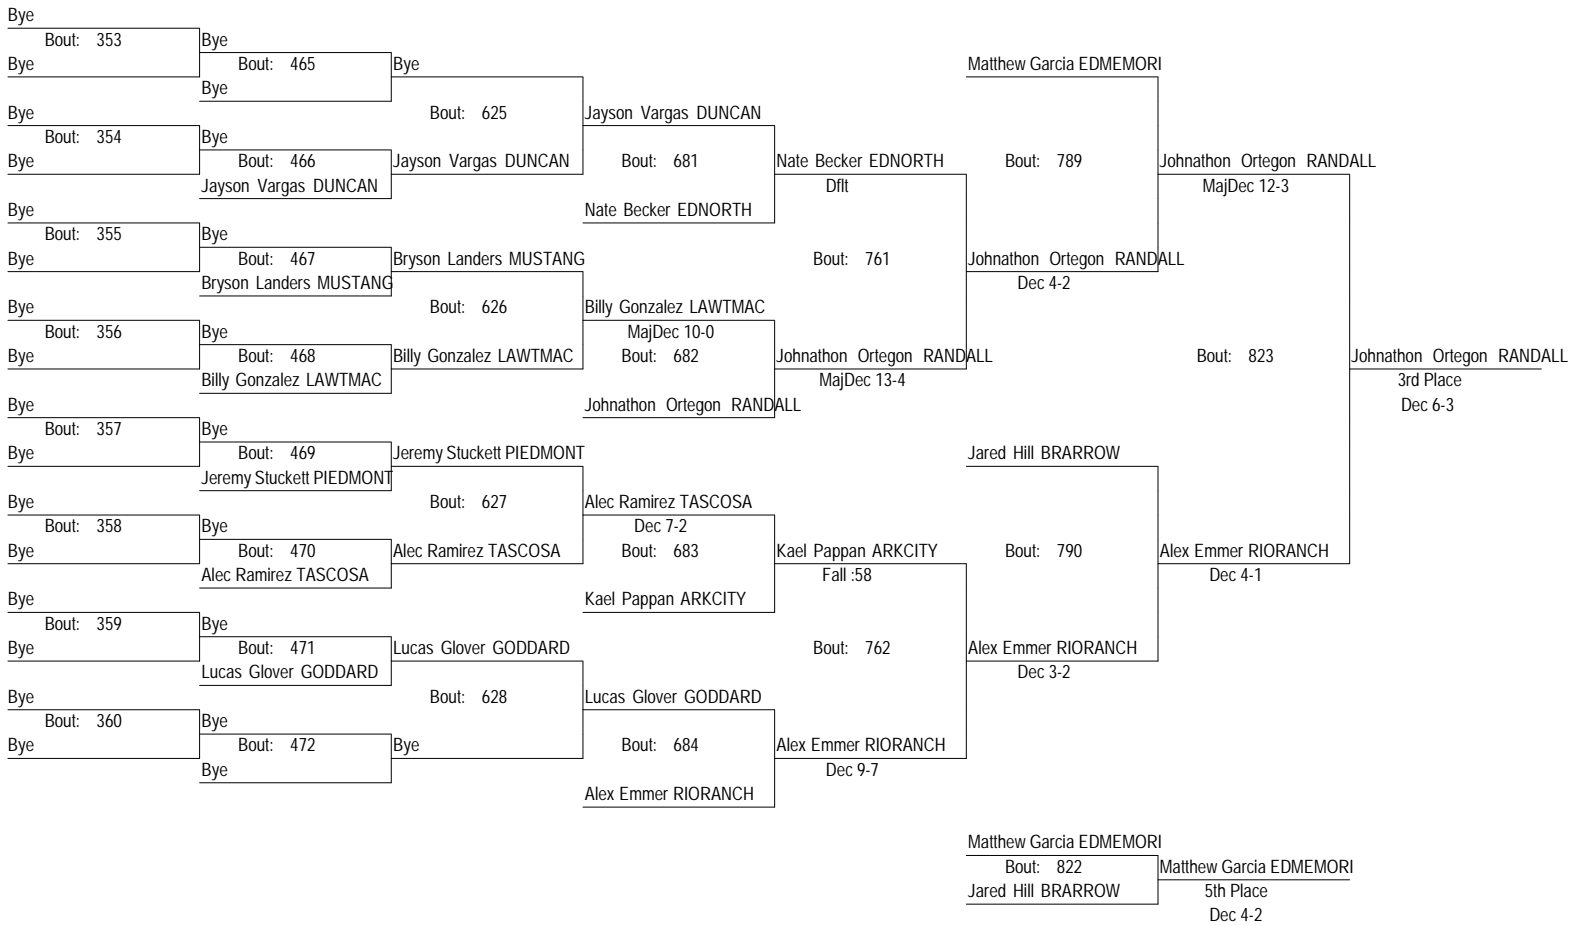 Bye
Bout: 353
Bye
Bye
Bout: 354
Bye
Bye
Bout: 355
Bye
Bye
Bout: 356
Bye
Bye
Bout: 357
Bye
Bye
Bout: 358
Bye
Bye
Bout: 359
Bye
Bye
Bout: 360
Bye
Bye
Bout: 465
Bye
Bye
Bout: 466
Jayson Vargas DUNCAN
Bye
Bout: 467
Bryson Landers MUSTANG
Bye
Bout: 468
Billy Gonzalez LAWTMAC
Bye
Bout: 469
Jeremy Stuckett PIEDMONT
Bye
Bout: 470
Alec Ramirez TASCOSA
Bye
Bout: 471
Lucas Glover GODDARD
Bye
Bout: 472
Bye
Bye
Bout: 625
Jayson Vargas DUNCAN
Bryson Landers MUSTANG
Bout: 626
Billy Gonzalez LAWTMAC
Jeremy Stuckett PIEDMONT
Bout: 627
Alec Ramirez TASCOSA
Lucas Glover GODDARD
Bout: 628
Bye
Jayson Vargas DUNCAN
Bout: 681
Nate Becker EDNORTH
Billy Gonzalez LAWTMAC
MajDec 10-0
Bout: 682
Johnathon Ortegon RANDALL
Alec Ramirez TASCOSA
Dec 7-2
Bout: 683
Kael Pappan ARKCITY
Lucas Glover GODDARD
Bout: 684
Alex Emmer RIORANCH
Nate Becker EDNORTH
Dflt
Bout: 761
Johnathon Ortegon RANDALL
MajDec 13-4
Kael Pappan ARKCITY
Fall :58
Bout: 762
Alex Emmer RIORANCH
Dec 9-7
Matthew Garcia EDMEMORI
Bout: 789
Johnathon Ortegon RANDALL
Dec 4-2
Jared Hill BRARROW
Bout: 790
Alex Emmer RIORANCH
Dec 3-2
Johnathon Ortegon RANDALL
MajDec 12-3
Bout: 823
Alex Emmer RIORANCH
Dec 4-1
Johnathon Ortegon RANDALL
3rd Place
Dec 6-3
Matthew Garcia EDMEMORI
Bout: 822
Jared Hill BRARROW
Matthew Garcia EDMEMORI
5th Place
Dec 4-2